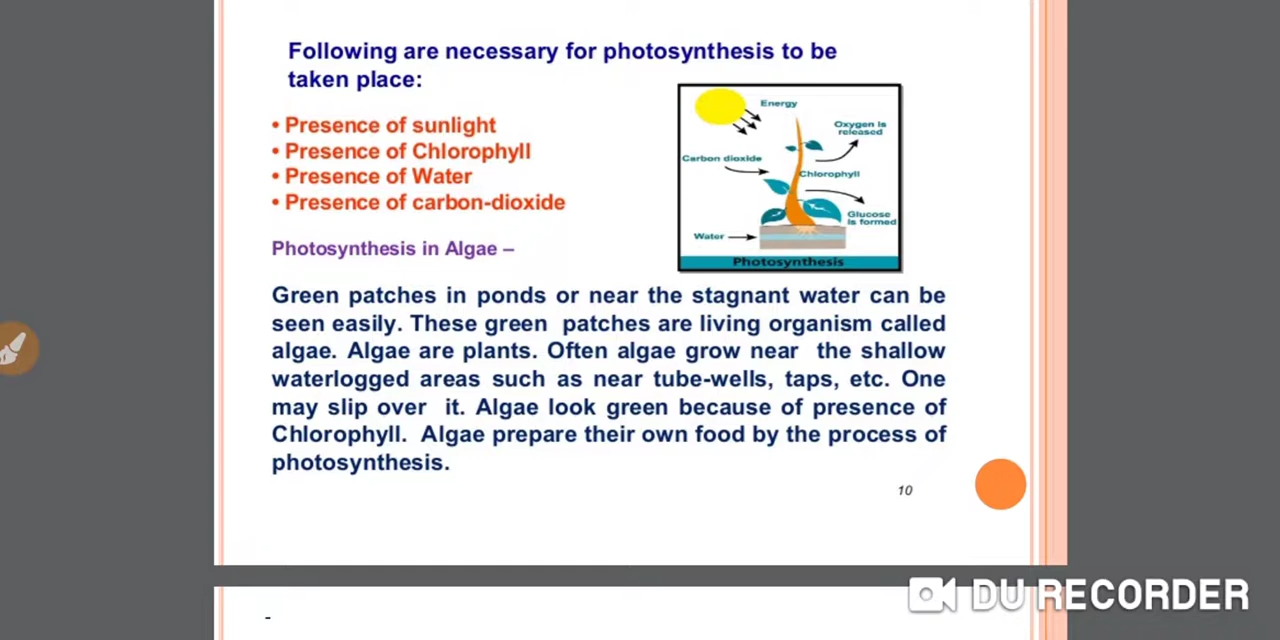 Following are necessary for photosynthesis to be
taken place:
• Presence of sunlight
• Presence of Chlorophyll
• Presence of Water
• Presence of carbon-dioxide
Energy
Oxygen is
released
Carbon dioxide
Chlorophyll
Glucose
is formed
Water
Photosynthesis
Photosynthesis in Algae –
Green patches in ponds or near the stagnant water can be
seen easily. These green patches are living organism called
algae. Algae are plants. Often algae grow near the shallow
waterlogged areas such as near tube-wells, taps, etc. One
may slip over it. Algae look green because of presence of
Chlorophyll. Algae prepare their own food by the process of
photosynthesis.
10
DU RECORDER
-